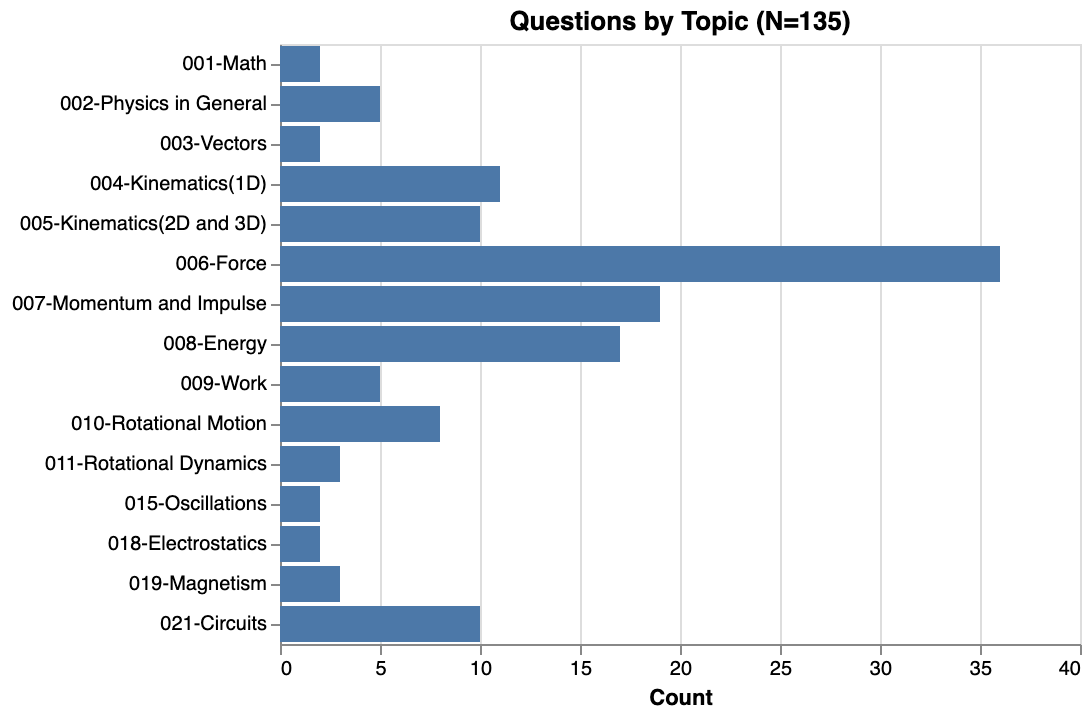 Questions by Topic (N=135)
001-Math
002-Physics in General
003-Vectors
004-Kinematics(1D)
005-Kinematics(2D and 3D)
006-Force
007-Momentum and Impulse
008-Energy
009-Work
010-Rotational Motion
011-Rotational Dynamics
015-Oscillations
018-Electrostatics
019-Magnetism
021-Circuits
0 5 10 15 20 25 30 35 40
Count